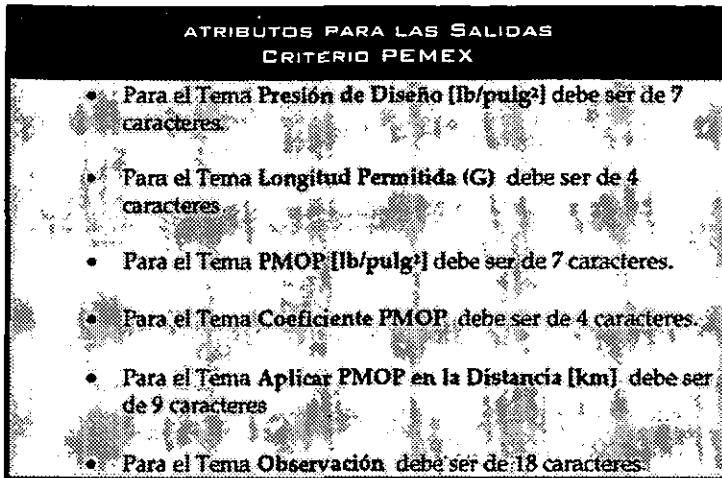 ATRIBUTOS PARA LAS SALIDAS
CRITERIO PEMEX
• Para el Tema Presión de Diseño [lb/pulg²] debe ser de 7
caracteres.
• Para el Tema Longitud Permitida (G) debe ser de 4
caracteres
• Para el Tema PMOP [lb/pulg²] debe ser de 7 caracteres.
• Para el Tema Coeficiente PMOP debe ser de 4 caracteres.
• Para el Tema Aplicar PMOP en la Distancia [km] debe ser
de 9 caracteres
• Para el Tema Observación debe ser de 18 caracteres.